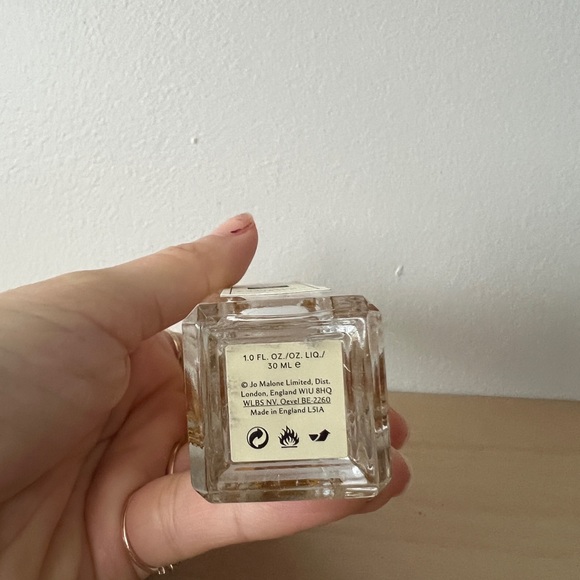 1.0 FL. OZ./OZ. LIQ./
30 ML ℮
© Jo Malone Limited, Dist.
London, England W1U 8HQ
WLBS NV. Oevel BE-2260
Made in England L51A